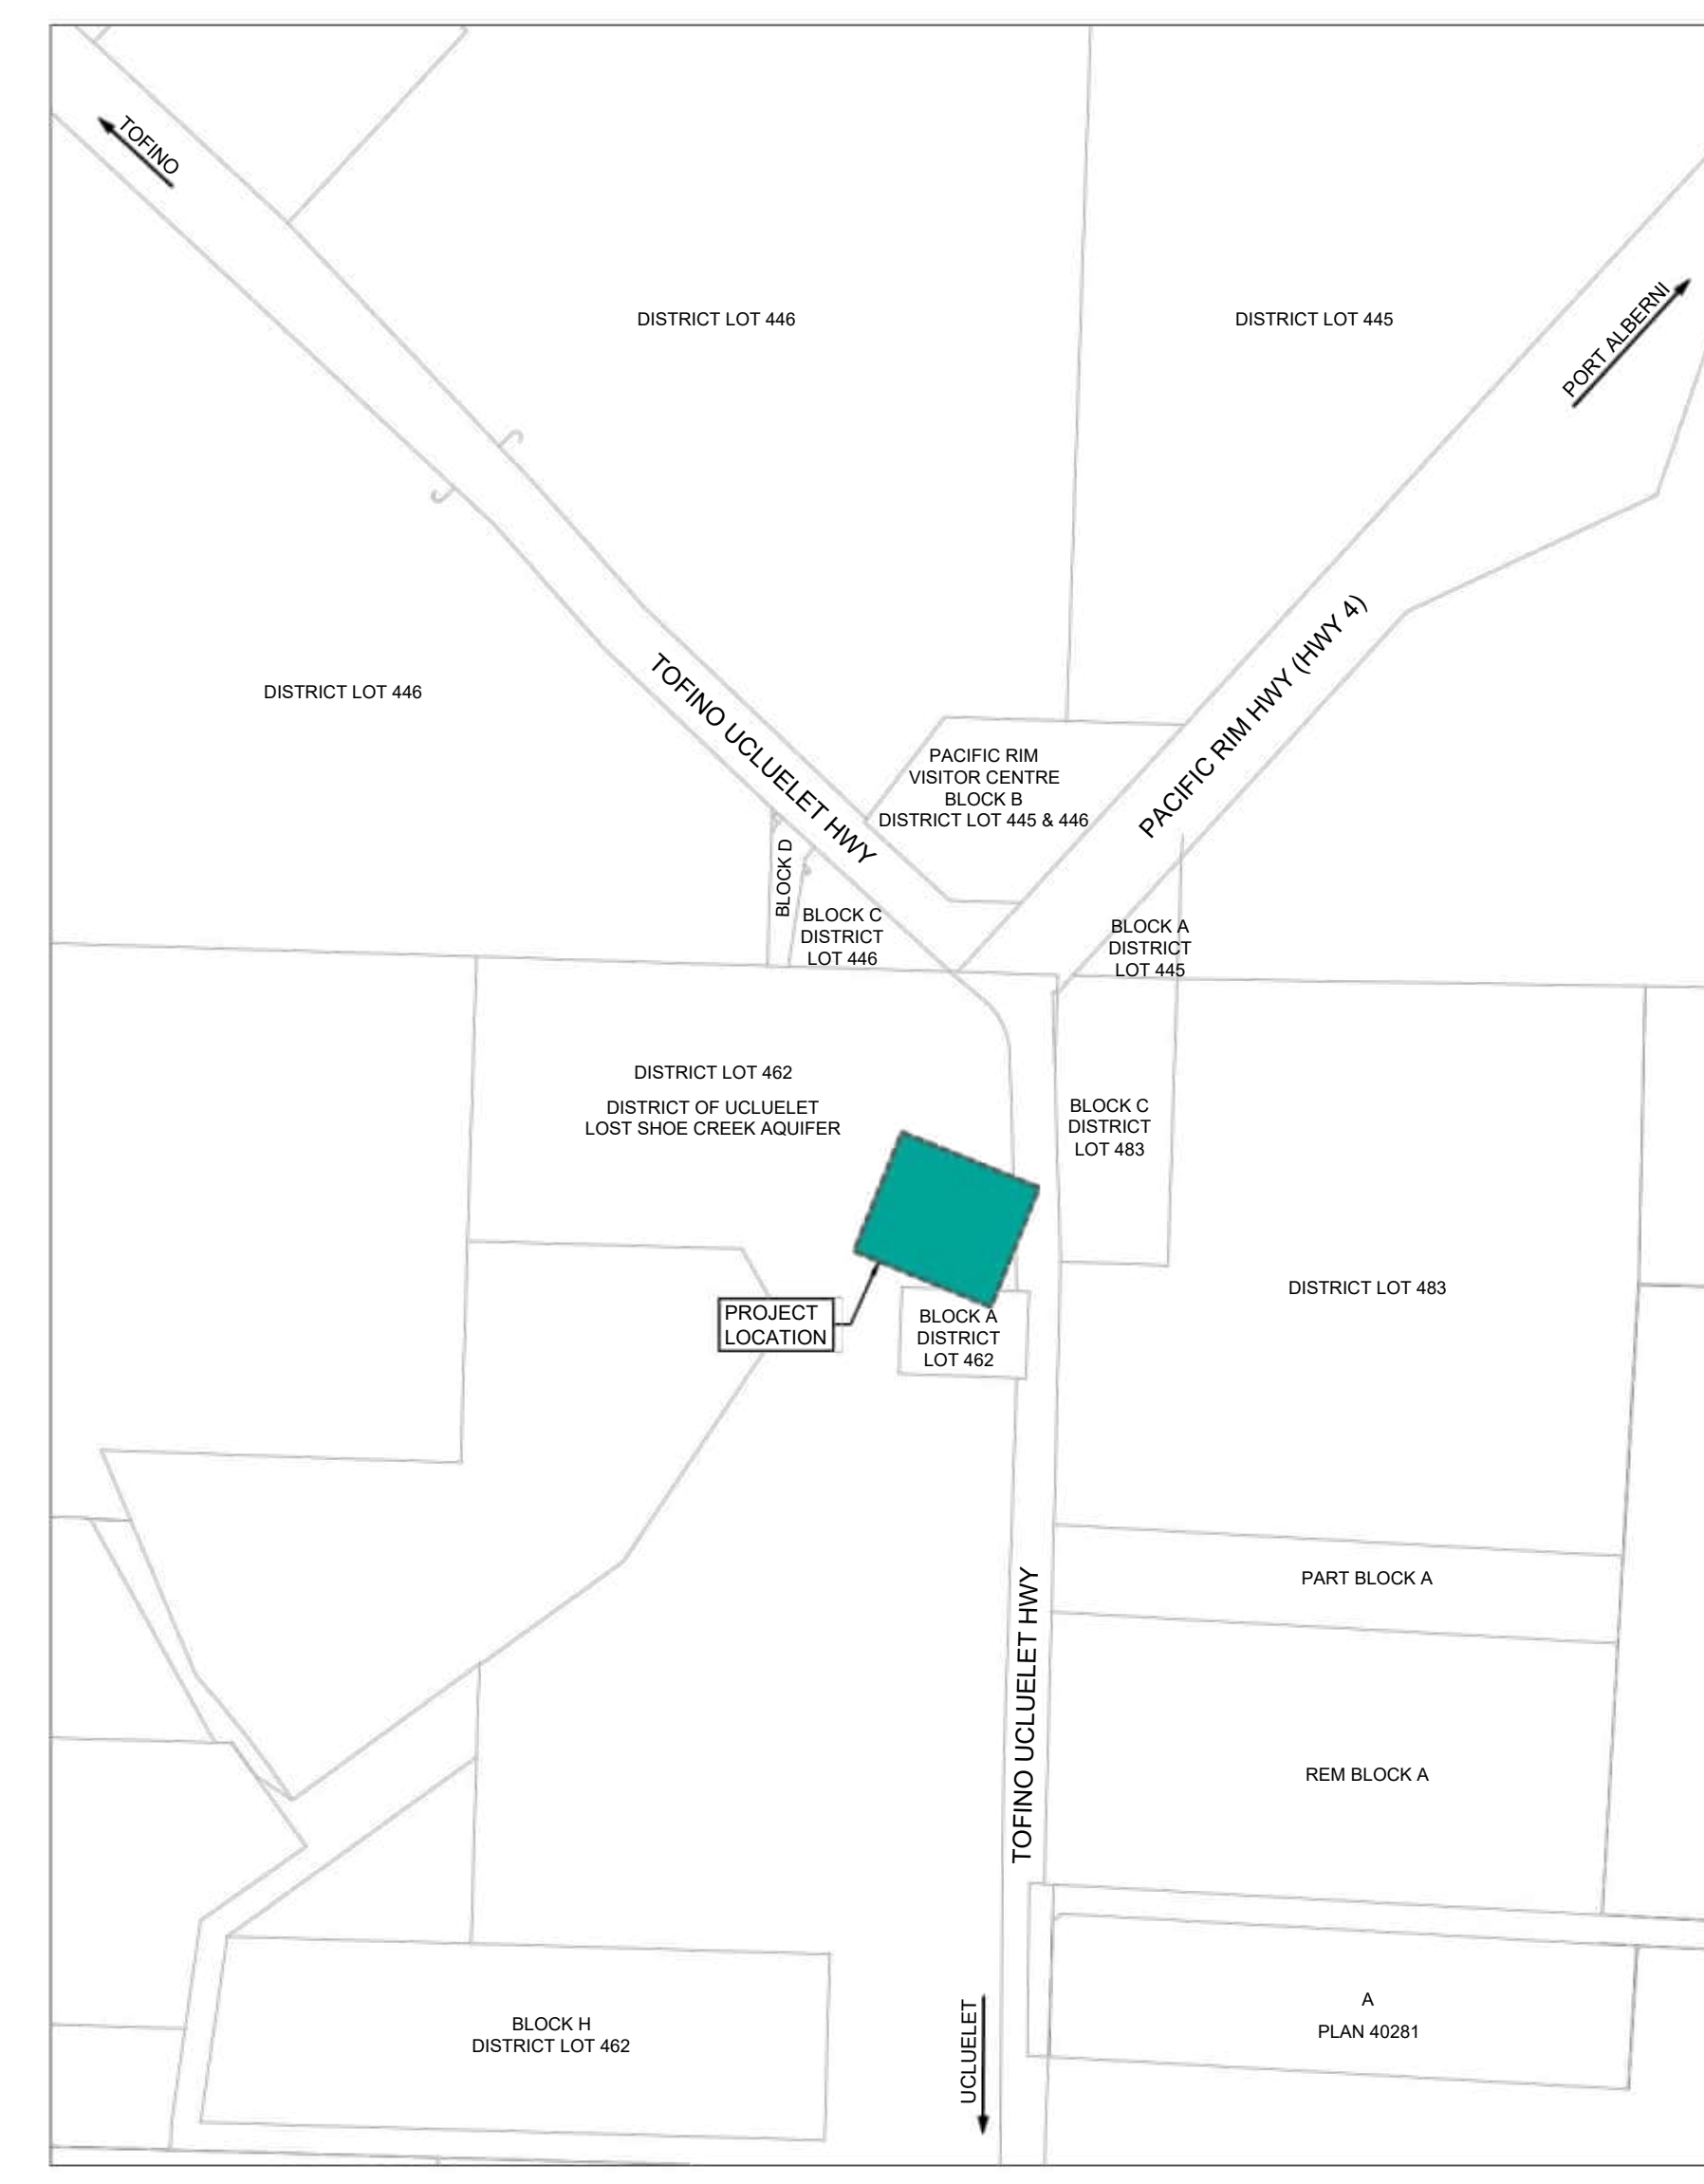 TOFINO
DISTRICT LOT 446
DISTRICT LOT 445
PORT ALBERNI
DISTRICT LOT 446
TOFINO UCLUELET HWY
PACIFIC RIM HWY (HWY 4)
PACIFIC RIM
VISITOR CENTRE
BLOCK B
DISTRICT LOT 445 & 446
BLOCK D
BLOCK C
DISTRICT
LOT 446
BLOCK A
DISTRICT
LOT 445
DISTRICT LOT 462
DISTRICT OF UCLUELET
LOST SHOE CREEK AQUIFER
BLOCK C
DISTRICT
LOT 483
DISTRICT LOT 483
PROJECT
LOCATION
BLOCK A
DISTRICT
LOT 462
PART BLOCK A
TOFINO UCLUELET HWY
REM BLOCK A
BLOCK H
DISTRICT LOT 462
UCLUELET
A
PLAN 40281